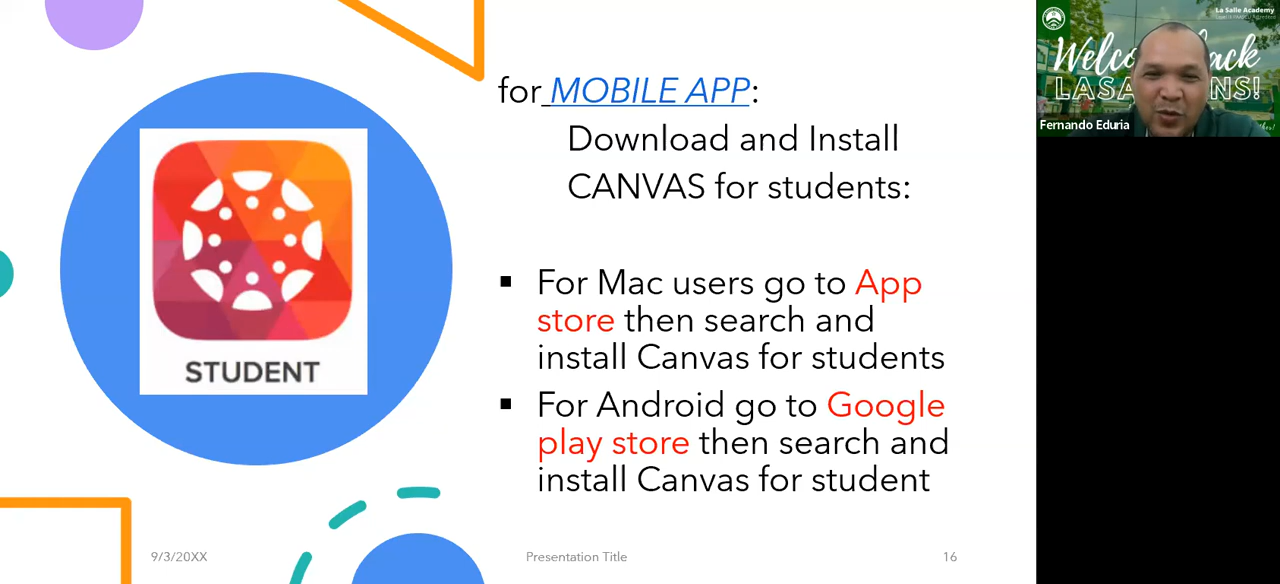 for MOBILE APP:
Download and Install
CANVAS for students:
▪ For Mac users go to App
store then search and
install Canvas for students
▪ For Android go to Google
play store then search and
install Canvas for student
STUDENT
9/3/20XX
Presentation Title
16
La Salle Academy
Fernando Eduria